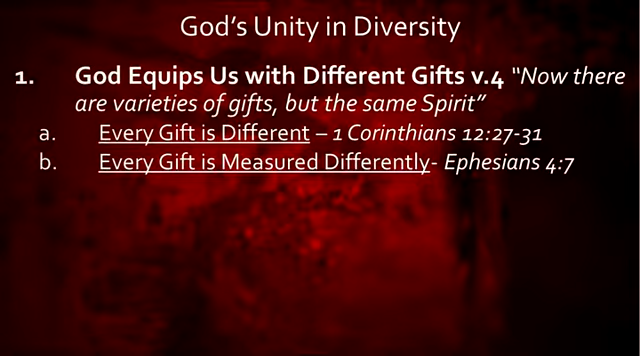 God's Unity in Diversity
1. God Equips Us with Different Gifts v.4 "Now there
are varieties of gifts, but the same Spirit"
a. Every Gift is Different – 1 Corinthians 12:27-31
b. Every Gift is Measured Differently- Ephesians 4:7